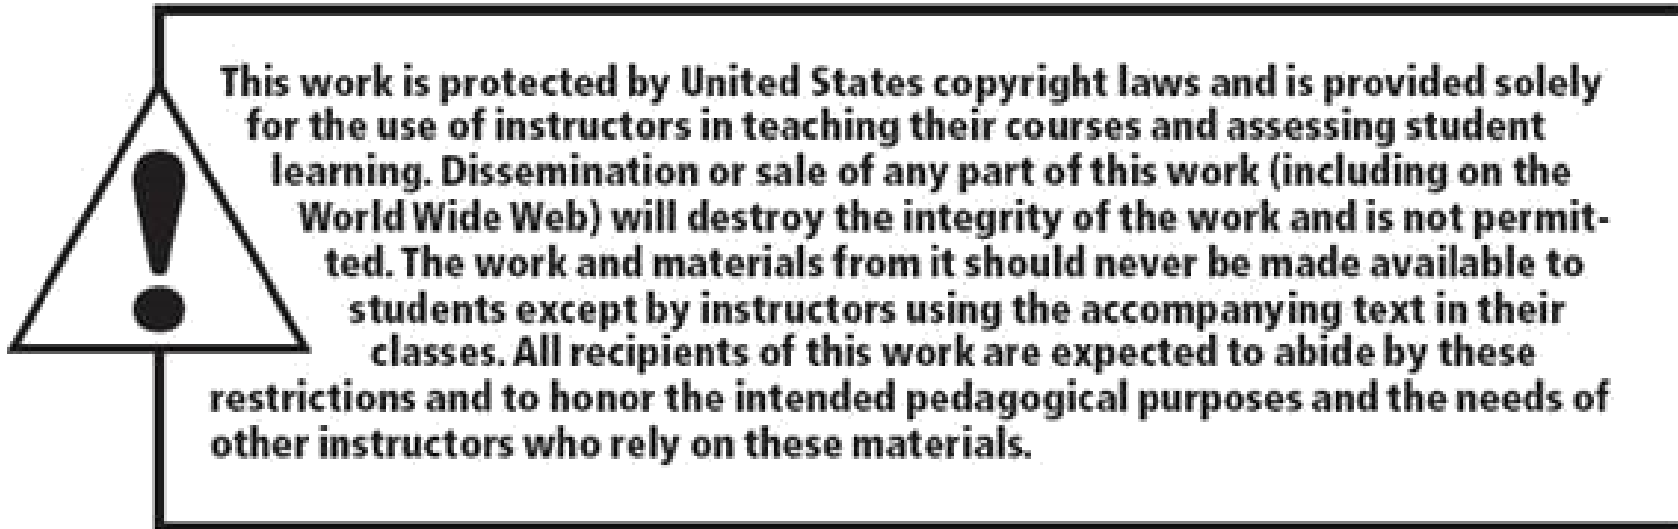 This work is protected by United States copyright laws and is provided solely
for the use of instructors in teaching their courses and assessing student
learning. Dissemination or sale of any part of this work (including on the
World Wide Web) will destroy the integrity of the work and is not permit-
ted. The work and materials from it should never be made available to
students except by instructors using the accompanying text in their
classes. All recipients of this work are expected to abide by these
restrictions and to honor the intended pedagogical purposes and the needs of
other instructors who rely on these materials.